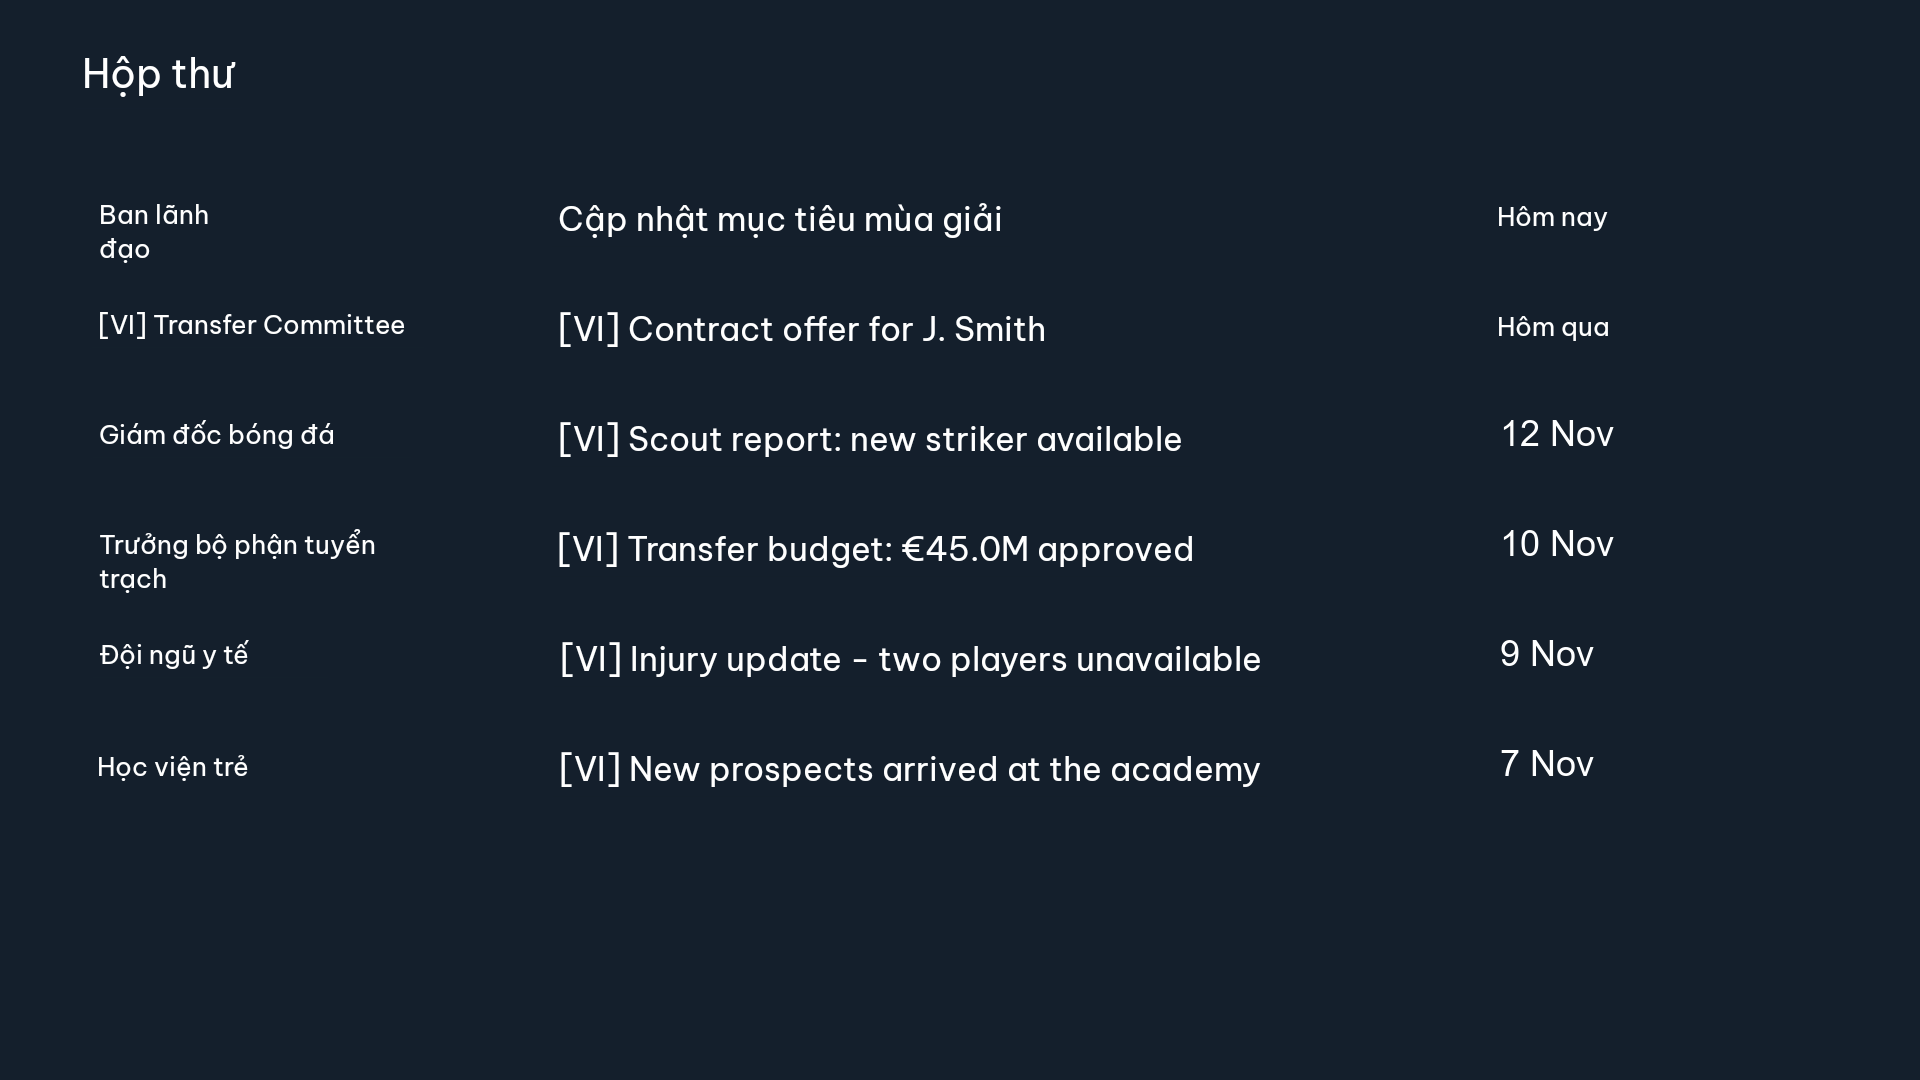 Hộp thư
Ban lãnh
đạo
Cập nhật mục tiêu mùa giải
Hôm nay
[VI] Transfer Committee
[VI] Contract offer for J. Smith
Hôm qua
Giám đốc bóng đá
[VI] Scout report: new striker available
12 Nov
Trưởng bộ phận tuyển
trạch
[VI] Transfer budget: €45.0M approved
10 Nov
Đội ngũ y tế
[VI] Injury update - two players unavailable
9 Nov
Học viện trẻ
[VI] New prospects arrived at the academy
7 Nov